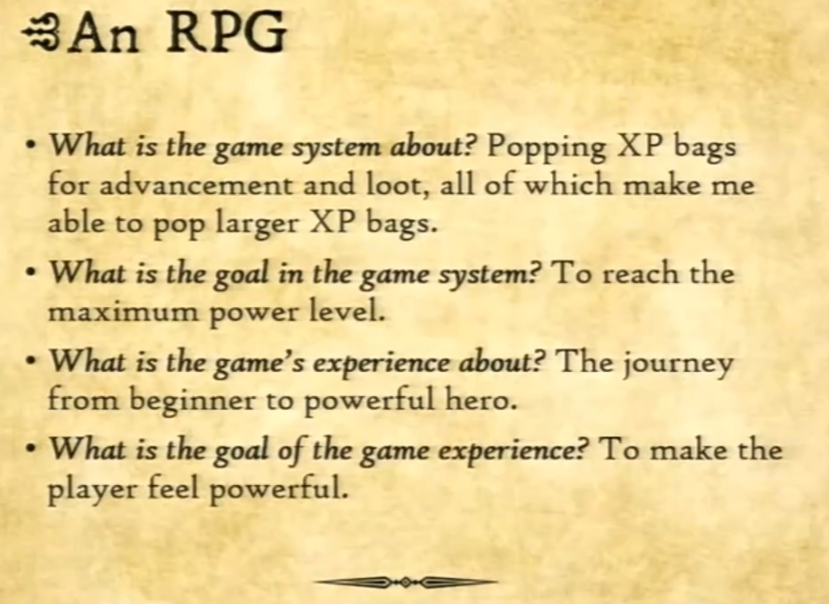 An RPG
• What is the game system about? Popping XP bags
for advancement and loot, all of which make me
able to pop larger XP bags.
• What is the goal in the game system? To reach the
maximum power level.
• What is the game's experience about? The journey
from beginner to powerful hero.
• What is the goal of the game experience? To make the
player feel powerful.